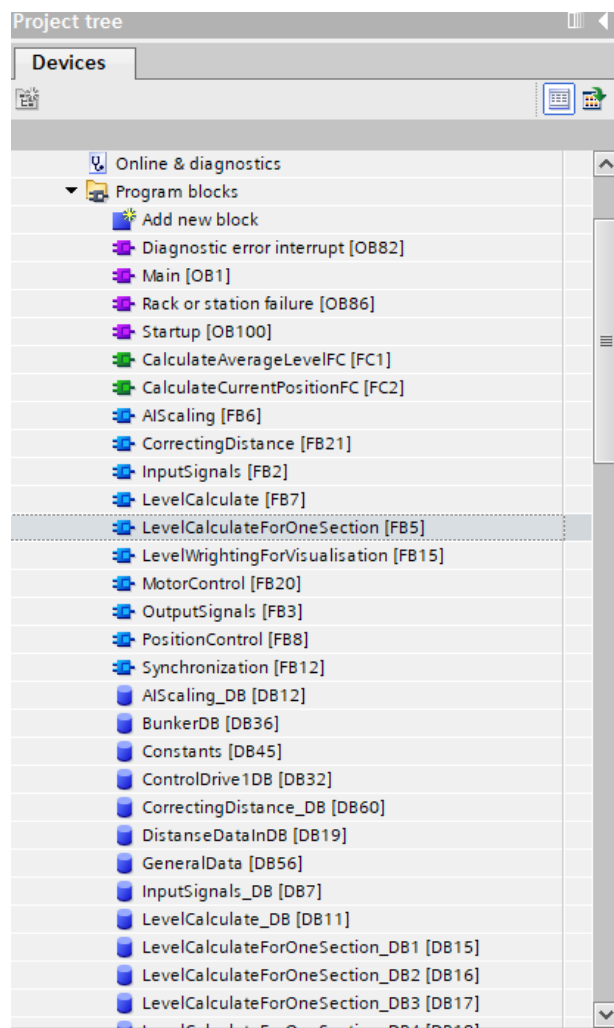 Project tree
Devices
Online & diagnostics
Program blocks
Add new block
Diagnostic error interrupt [OB82]
Main [OB1]
Rack or station failure [OB86]
Startup [OB100]
CalculateAverageLevelFC [FC1]
CalculateCurrentPositionFC [FC2]
AIScaling [FB6]
CorrectingDistance [FB21]
InputSignals [FB2]
LevelCalculate [FB7]
LevelCalculateForOneSection [FB5]
LevelWrightingForVisualisation [FB15]
MotorControl [FB20]
OutputSignals [FB3]
PositionControl [FB8]
Synchronization [FB12]
AIScaling_DB [DB12]
BunkerDB [DB36]
Constants [DB45]
ControlDrive1DB [DB32]
CorrectingDistance_DB [DB60]
DistanseDataInDB [DB19]
GeneralData [DB56]
InputSignals_DB [DB7]
LevelCalculate_DB [DB11]
LevelCalculateForOneSection_DB1 [DB15]
LevelCalculateForOneSection_DB2 [DB16]
LevelCalculateForOneSection_DB3 [DB17]